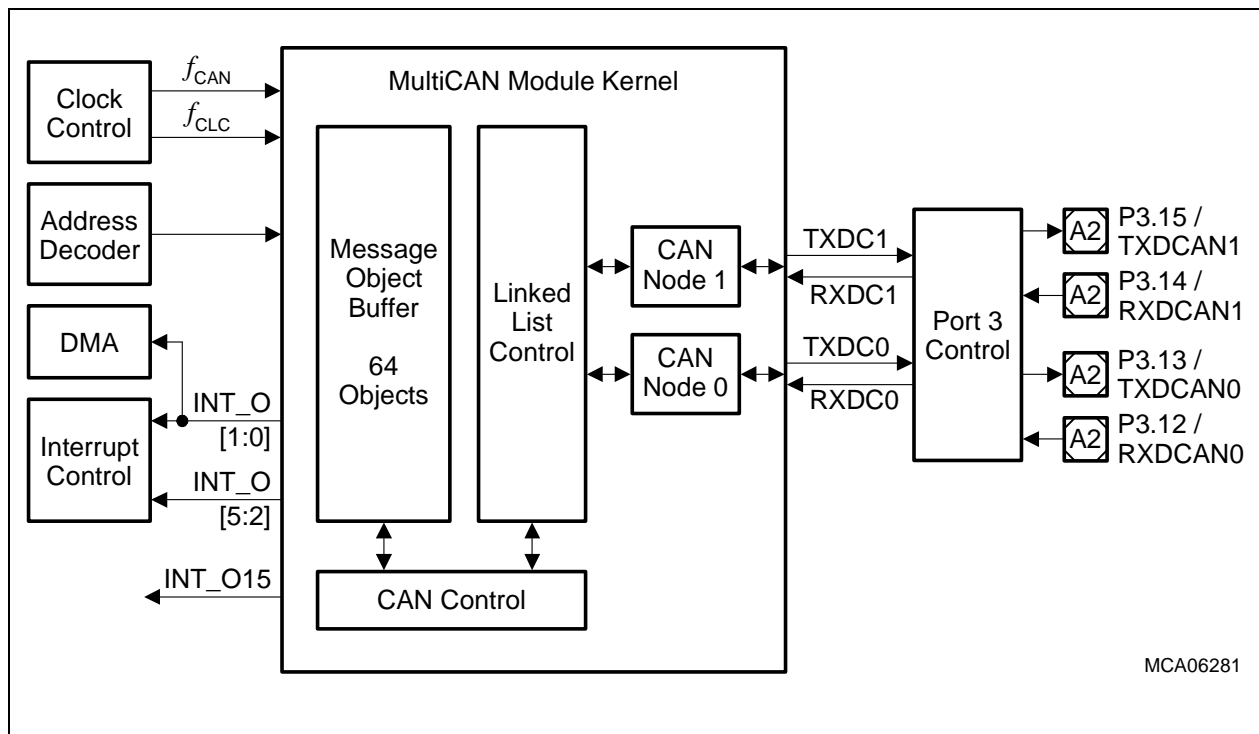 MultiCAN Module Kernel
Clock
Control
fCAN
fCLC
Address
Decoder
DMA
Interrupt
Control
INT_O
[1:0]
INT_O
[5:2]
INT_O15
Message
Object
Buffer
64
Objects
Linked
List
Control
CAN Control
CAN
Node 1
CAN
Node 0
TXDC1
RXDC1
TXDC0
RXDC0
Port 3
Control
A2
P3.15 /
TXDCAN1
A2
P3.14 /
RXDCAN1
A2
P3.13 /
TXDCAN0
A2
P3.12 /
RXDCAN0
MCA06281